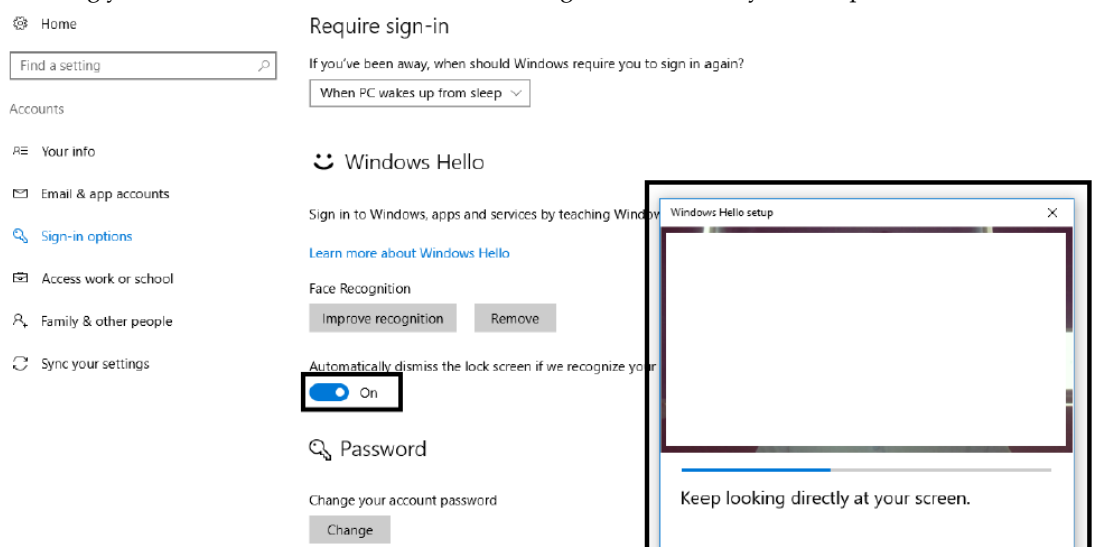 Home
Find a setting
Accounts
Your info
Email & app accounts
Sign-in options
Access work or school
Family & other people
Sync your settings
Require sign-in
If you've been away, when should Windows require you to sign in again?
When PC wakes up from sleep
Windows Hello
Sign in to Windows, apps and services by teaching Window
Learn more about Windows Hello
Face Recognition
Improve recognition Remove
Automatically dismiss the lock screen if we recognize your
On
Password
Change your account password
Change
Windows Hello setup
Keep looking directly at your screen.